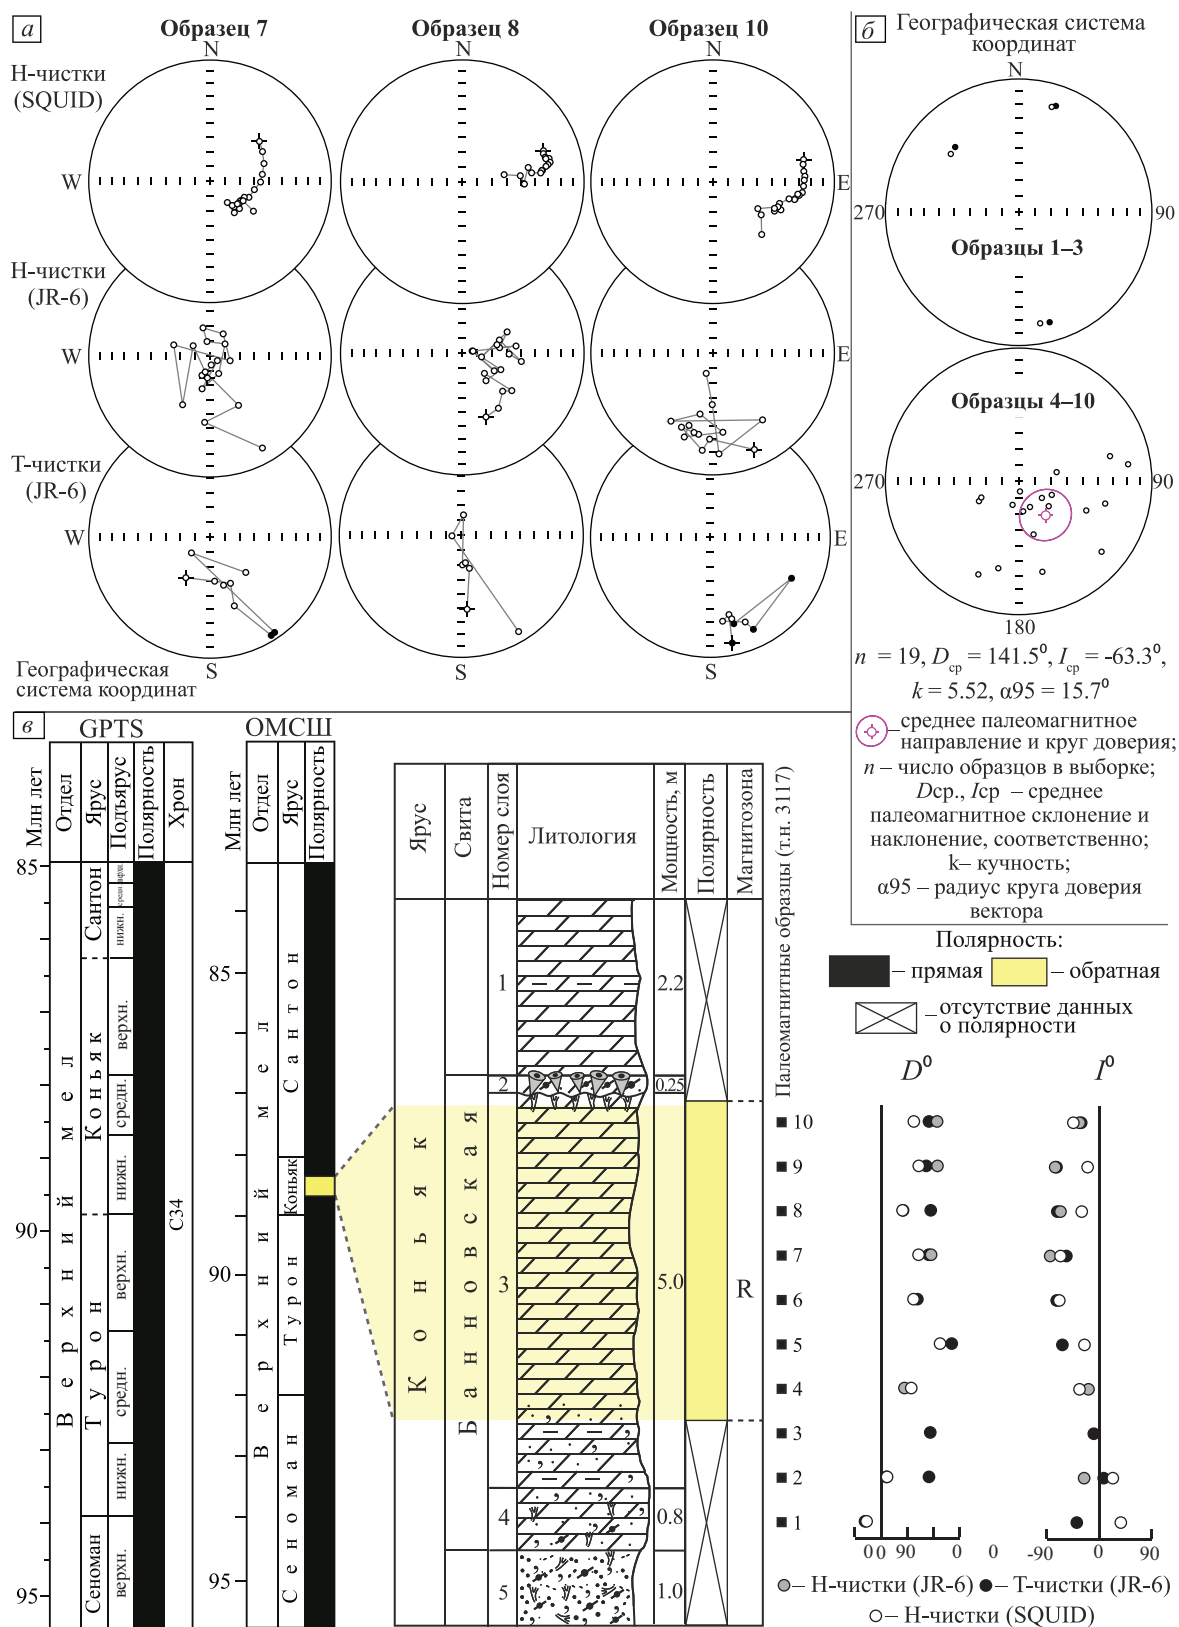 а
Образец 7
Образец 8
Образец 10
N
N
N
Н-чистки
(SQUID)
W
E
Н-чистки
(JR-6)
W
E
Т-чистки
(JR-6)
W
E
S
S
S
Географическая
система координат
б
Географическая система
координат
N
270
90
Образцы 1–3
Образцы 4–10
270
90
180
n = 19, Dср = 141.5⁰, Iср = -63.3⁰,
k = 5.52, α95 = 15.7⁰
– среднее палеомагнитное
направление и круг доверия;
n – число образцов в выборке;
Dср., Iср – среднее
палеомагнитное склонение и
наклонение, соответственно;
k– кучность;
α95 – радиус круга доверия
вектора
Полярность:
– прямая
– обратная
– отсутствие данных
о полярности
в
GPTS
Млн лет
Отдел
Ярус
Подъярус
Полярность
Хрон
85
90
95
Верхний мел
Сантон
Коньяк
Турон
Сеноман
средн.
нижн.
верхн.
средн.
нижн.
верхн.
средн.
нижн.
верхн.
C34
ОМСШ
Млн лет
Отдел
Ярус
Полярность
85
90
95
Верхний мел
Сантон
Коньяк
Турон
Сеноман
Ярус
Свита
Номер слоя
Литология
Мощность, м
Полярность
Магнитозона
Палеомагнитные образцы (т.н. 3117)
Коньяк
Банновская
1
2.2
2
0.25
3
5.0
R
4
0.8
5
1.0
D⁰
I⁰
10
9
8
7
6
5
4
3
2
1
0 0 90 0
0
-90 0 90
– Н-чистки (JR-6)
– Т-чистки (JR-6)
– Н-чистки (SQUID)